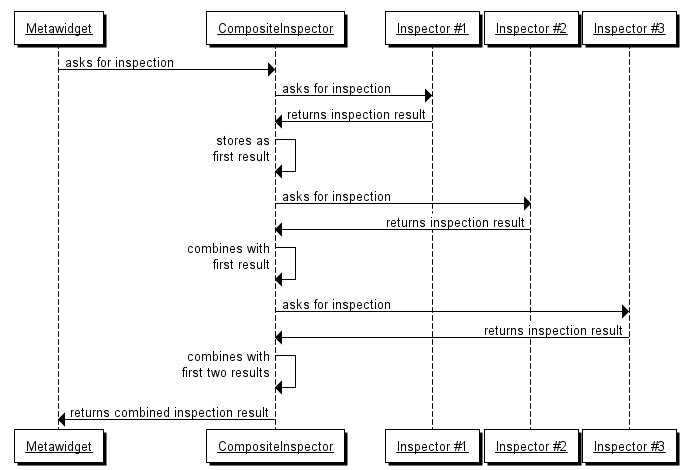 Metawidget
CompositeInspector
Inspector #1
Inspector #2
Inspector #3
asks for inspection
asks for inspection
returns inspection result
stores as
first result
asks for inspection
returns inspection result
combines with
first result
asks for inspection
returns inspection result
combines with
first two results
returns combined inspection result
Metawidget
CompositeInspector
Inspector #1
Inspector #2
Inspector #3